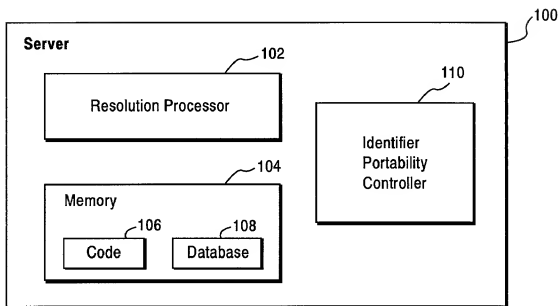 100
Server
102
Resolution Processor
110
Identifier
Portability
Controller
104
Memory
106
Code
108
Database